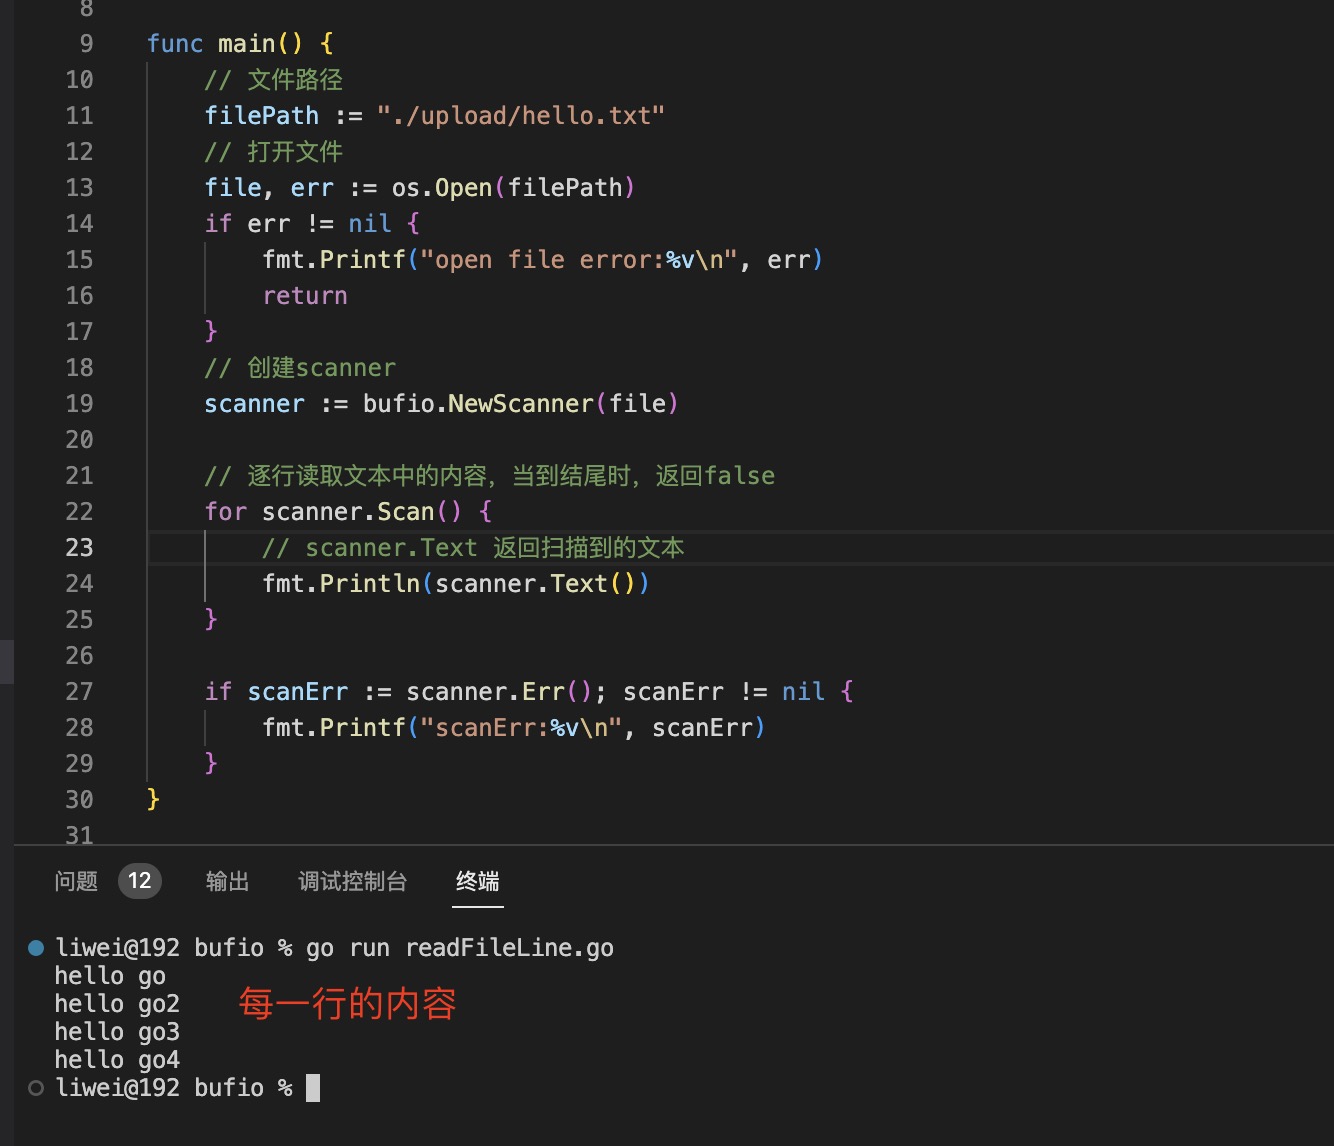 8
9 func main() {
10 // 文件路径
11 filePath := "./upload/hello.txt"
12 // 打开文件
13 file, err := os.Open(filePath)
14 if err != nil {
15 fmt.Printf("open file error:%v\n", err)
16 return
17 }
18 // 创建scanner
19 scanner := bufio.NewScanner(file)
20
21 // 逐行读取文本中的内容，当到结尾时，返回false
22 for scanner.Scan() {
23 // scanner.Text 返回扫描到的文本
24 fmt.Println(scanner.Text())
25 }
26
27 if scanErr := scanner.Err(); scanErr != nil {
28 fmt.Printf("scanErr:%v\n", scanErr)
29 }
30 }
31
问题 12 输出 调试控制台 终端
liwei@192 bufio % go run readFileLine.go
hello go
hello go2 每一行的内容
hello go3
hello go4
liwei@192 bufio %